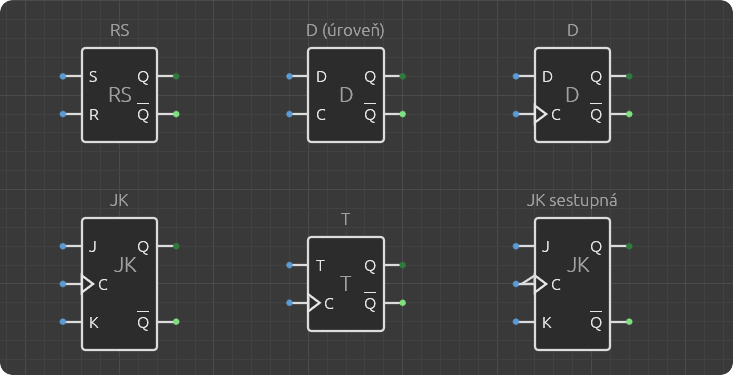 RS
S Q
RS
R Q
D (úroveň)
D Q
D
C Q
D
D Q
D
C Q
JK
J Q
JK
C
K Q
T
T Q
T
C Q
JK sestupná
J Q
JK
C
K Q